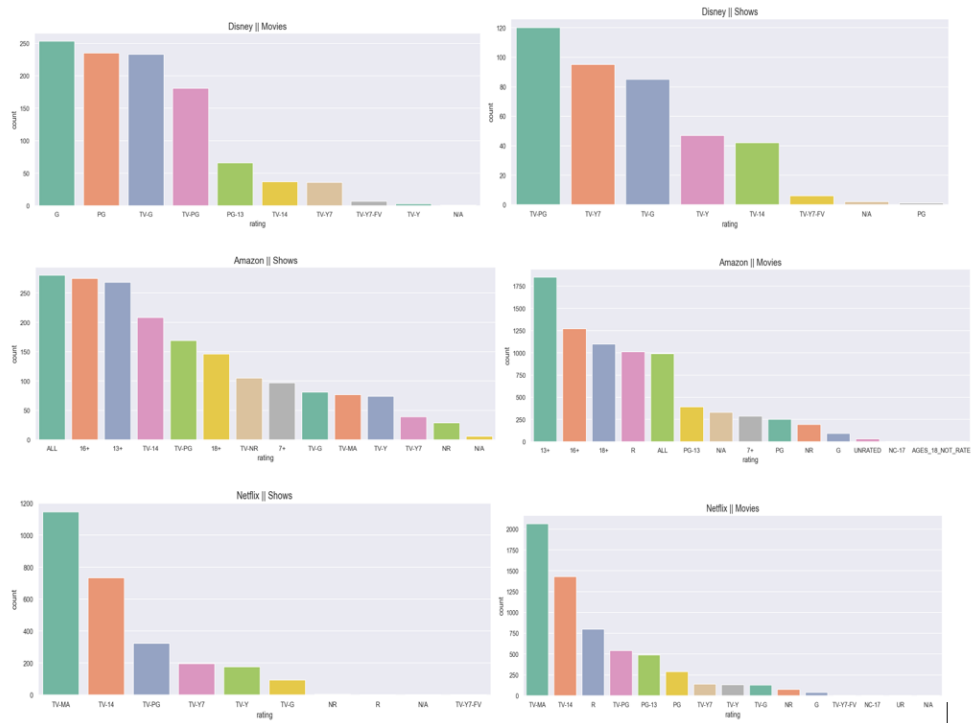 Disney || Movies
count
250
200
150
100
50
0
G PG TV-G TV-PG PG-13 TV-14 TV-Y7 TV-Y7-FV TV-Y N/A
rating
Disney || Shows
count
120
100
80
60
40
20
0
TV-PG TV-Y7 TV-G TV-Y TV-14 TV-Y7-FV N/A PG
rating
Amazon || Shows
count
250
200
150
100
50
0
ALL 16+ 13+ TV-14 TV-PG 18+ TV-NR 7+ TV-G TV-MA TV-Y TV-Y7 NR N/A
rating
Amazon || Movies
count
1750
1500
1250
1000
750
500
250
0
13+ 16+ 18+ R ALL PG-13 N/A 7+ PG NR G UNRATED NC-17 AGES_18_NOT_RATE
rating
Netflix || Shows
count
1200
1000
800
600
400
200
0
TV-MA TV-14 TV-PG TV-Y7 TV-Y TV-G NR R N/A TV-Y7-FV
rating
Netflix || Movies
count
2000
1750
1500
1250
1000
750
500
250
0
TV-MA TV-14 R TV-PG PG-13 PG TV-Y7 TV-Y TV-G NR G TV-Y7-FV NC-17 UR N/A
rating